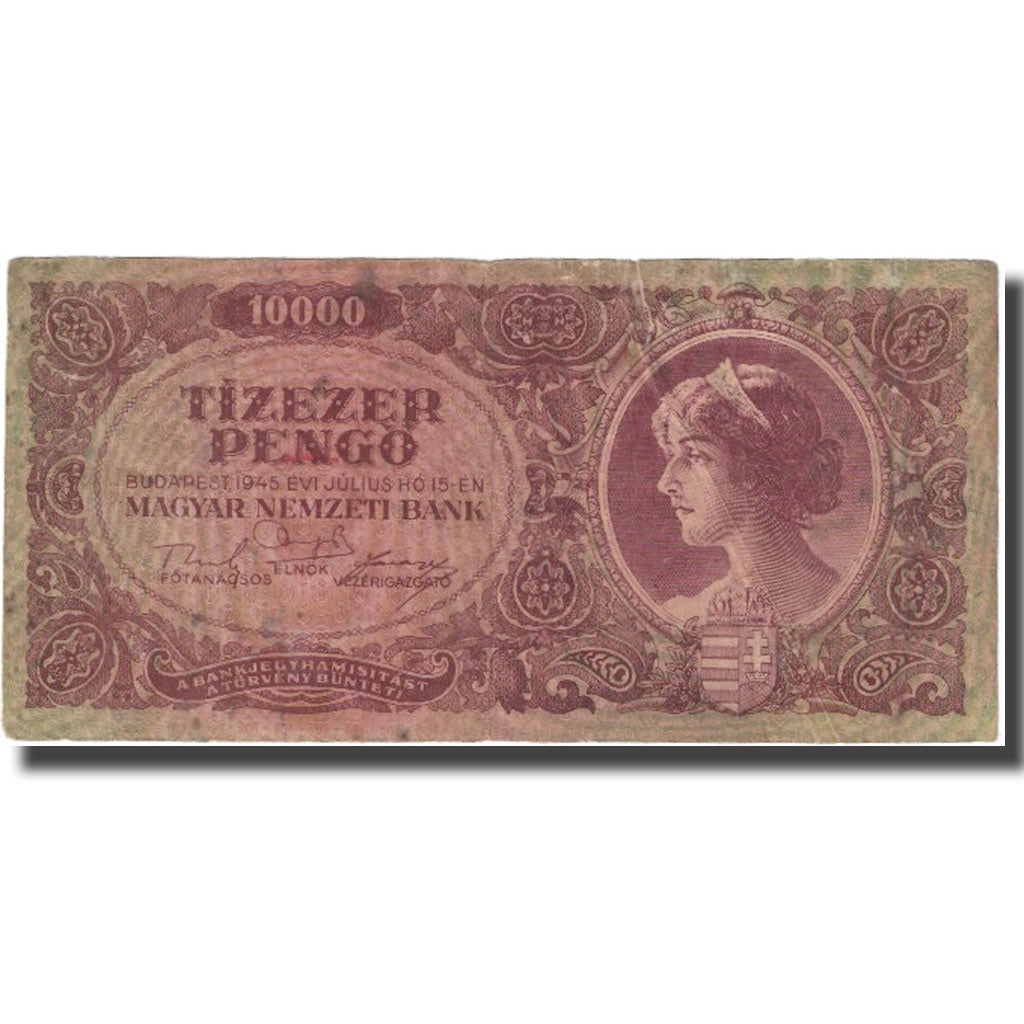 10000
TÍZEZER
PENGŐ
BUDAPEST, 1945. ÉVI JÚLIUS HÓ 15-ÉN
MAGYAR NEMZETI BANK
FŐTANÁCSOS ELNÖK VEZÉRIGAZGATÓ
A BANKJEGYHAMISÍTÁST
A TÖRVÉNY BÜNTETI